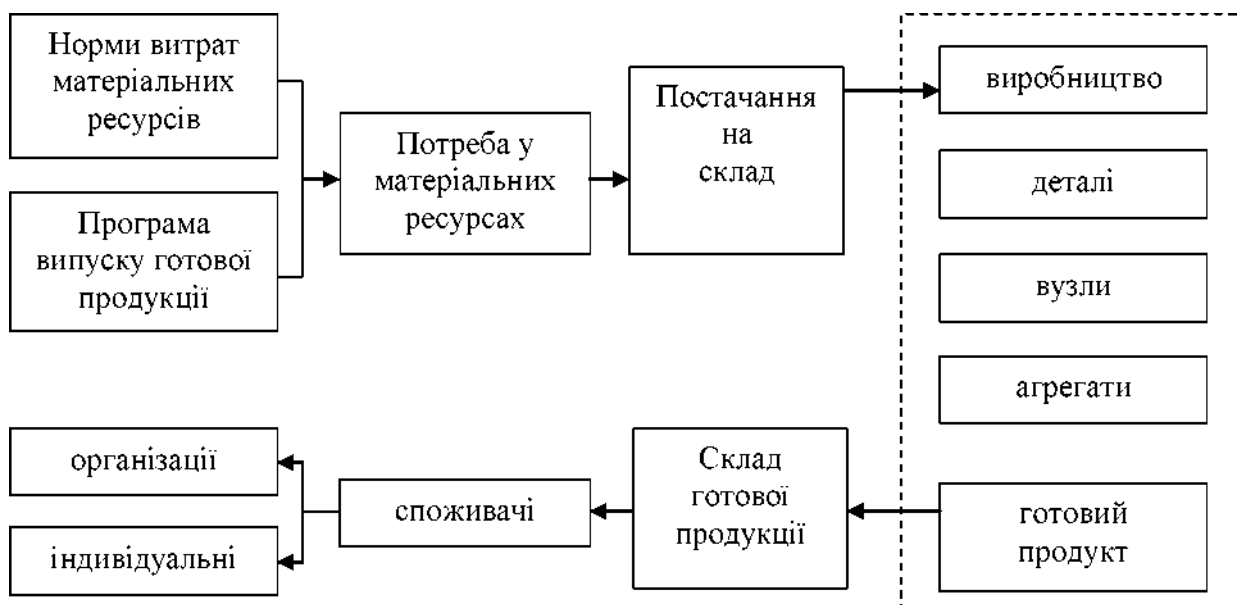 Норми витрат
матеріальних
ресурсів
Програма
випуску готової
продукції
Потреба у
матеріальних
ресурсах
Постачання
на
склад
виробництво
деталі
вузли
агрегати
готовий
продукт
Склад
готової
продукції
споживачі
організації
індивідуальні